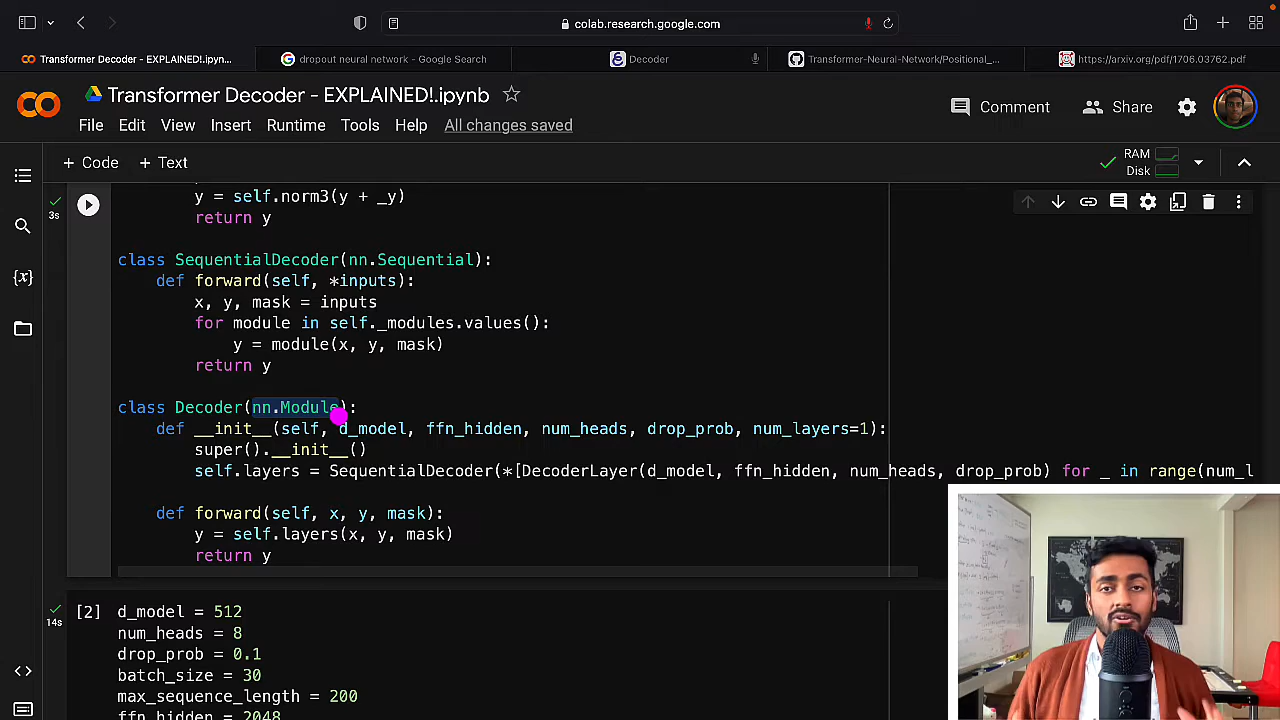 colab.research.google.com
Transformer Decoder - EXPLAINED!.ipyn...
dropout neural network - Google Search
Decoder
Transformer-Neural-Network/Positional_...
https://arxiv.org/pdf/1706.03762.pdf
Transformer Decoder - EXPLAINED!.ipynb
Comment
Share
File Edit View Insert Runtime Tools Help All changes saved
+ Code + Text
RAM
Disk
3s
y = self.norm3(y + _y)
return y
class SequentialDecoder(nn.Sequential):
def forward(self, *inputs):
x, y, mask = inputs
for module in self._modules.values():
y = module(x, y, mask)
return y
class Decoder(nn.Module):
def __init__(self, d_model, ffn_hidden, num_heads, drop_prob, num_layers=1):
super().__init__()
self.layers = SequentialDecoder(*[DecoderLayer(d_model, ffn_hidden, num_heads, drop_prob) for _ in range(num_l
def forward(self, x, y, mask):
y = self.layers(x, y, mask)
return y
14s
[2] d_model = 512
num_heads = 8
drop_prob = 0.1
batch_size = 30
max_sequence_length = 200
ffn_hidden = 2048